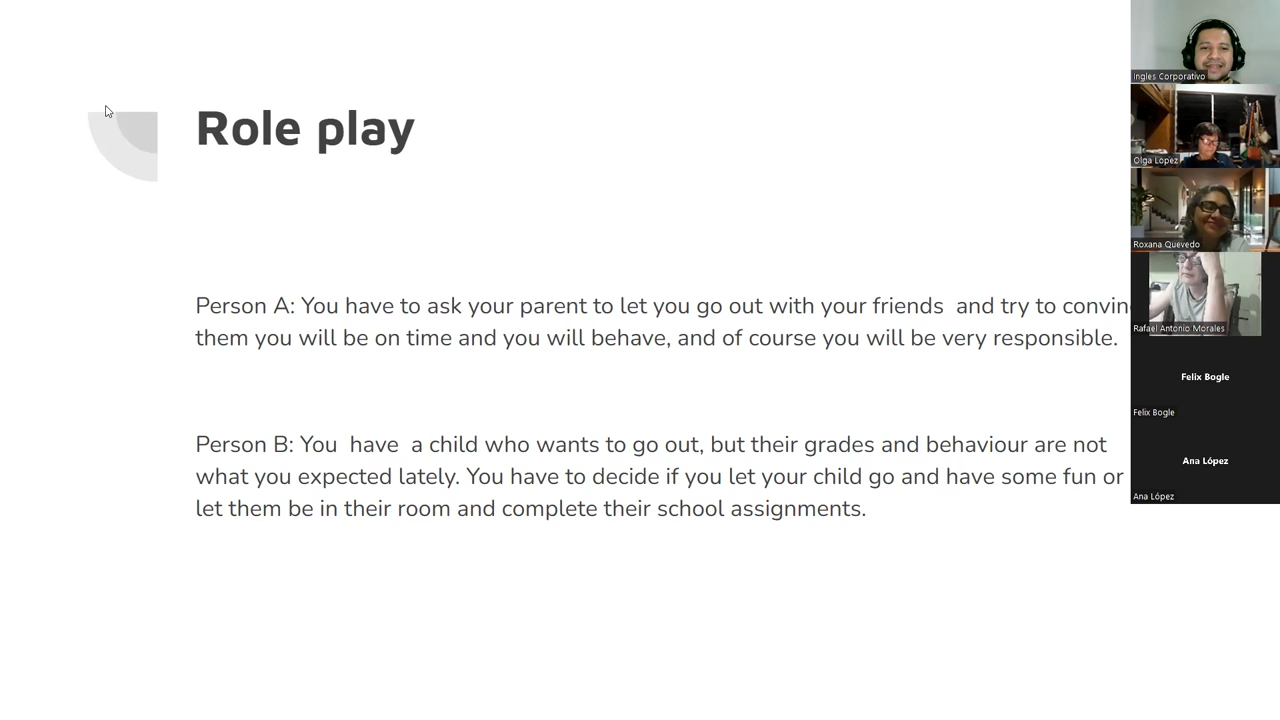 Role play
Person A: You have to ask your parent to let you go out with your friends  and try to
them you will be on time and you will behave, and of course you will be very responsible.
Person B: You  have  a child who wants to go out, but their grades and behaviour are not
what you expected lately. You have to decide if you let your child go and have some fun or
let them be in their room and complete their school assignments.
Ingles Corporativo
Olga Lopez
Roxana Quevedo
Rafael Antonio Morales
Felix Bogle
Felix Bogle
Ana López
Ana López